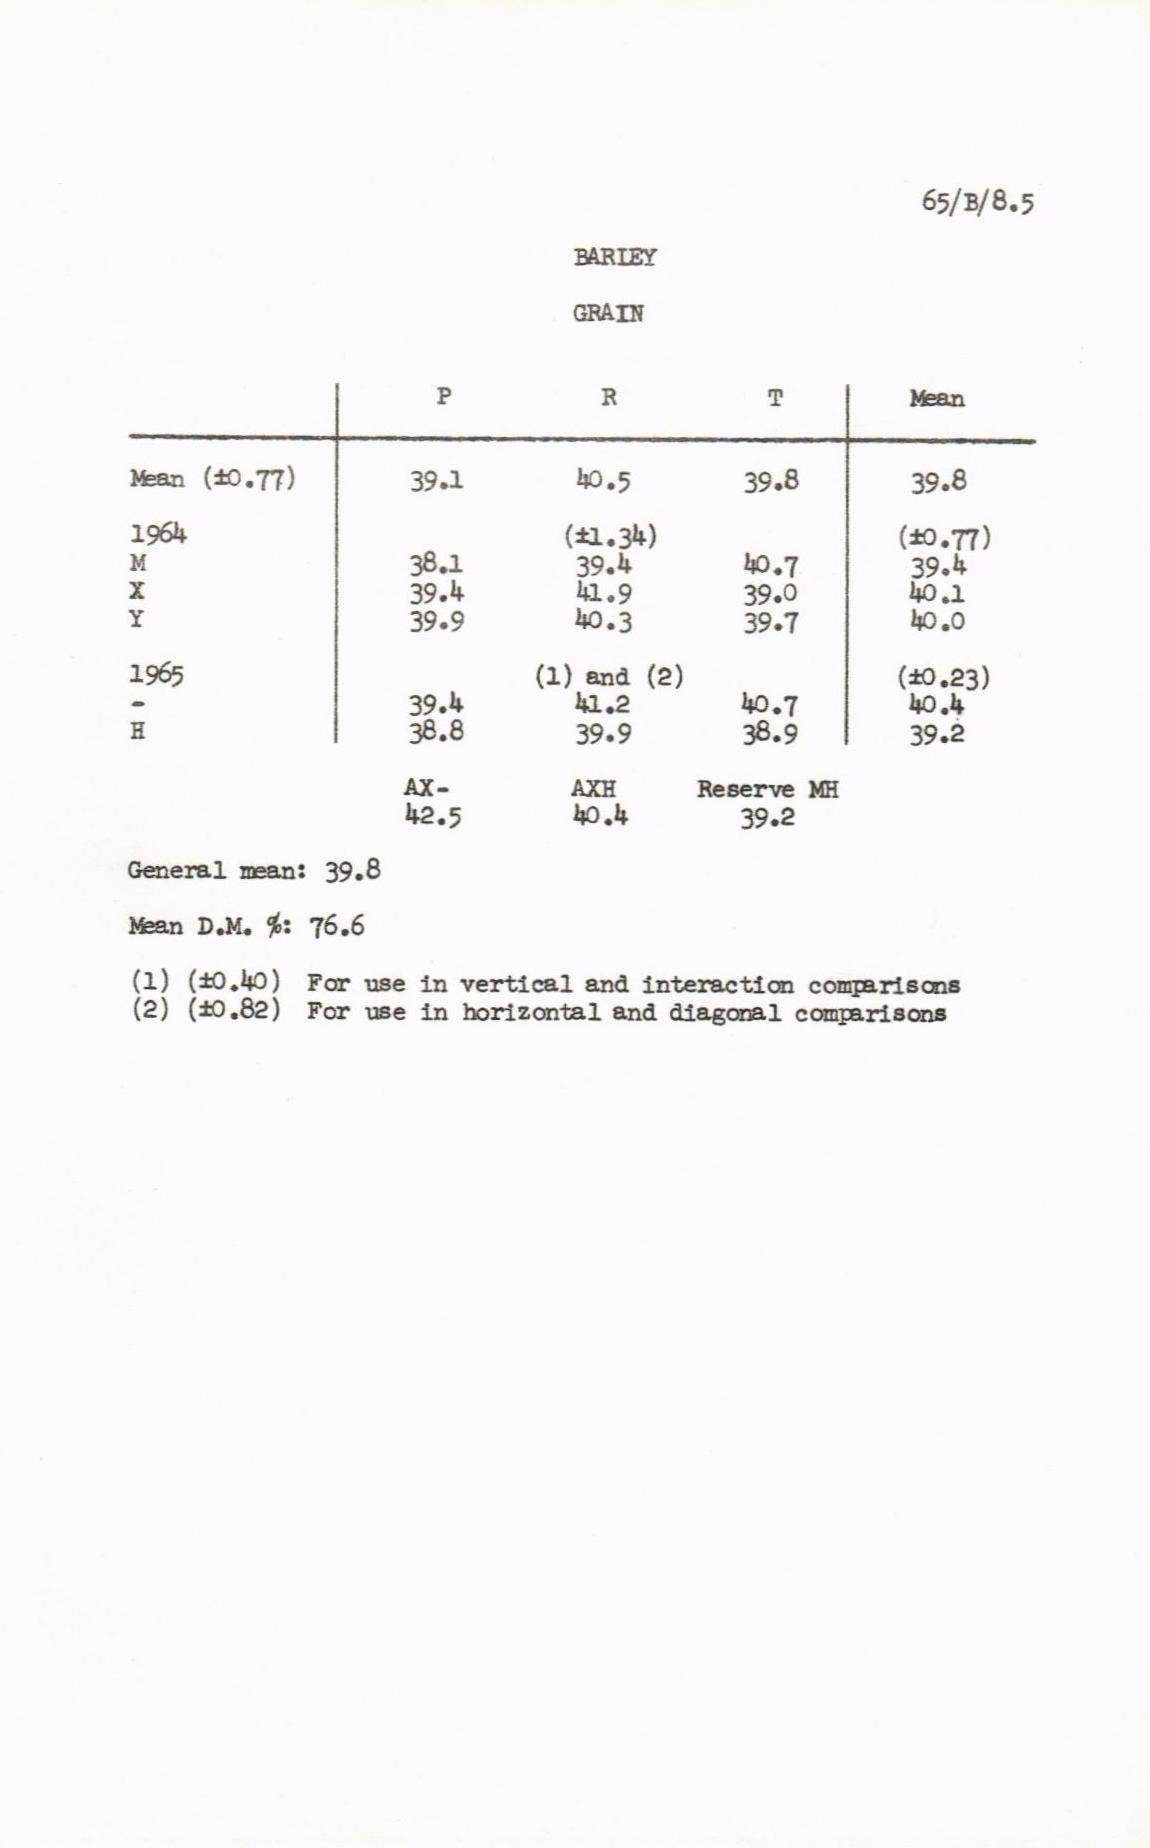 65/B/8.5
BARLEY
GRAIN
P R T Mean
Mean (±0.77) 39.1 40.5 39.8 39.8
1964 (±1.34) (±0.77)
M 38.1 39.4 40.7 39.4
X 39.4 41.9 39.0 40.1
Y 39.9 40.3 39.7 40.0
1965 (1) and (2) (±0.23)
- 39.4 41.2 40.7 40.4
H 38.8 39.9 38.9 39.2
AX- AXH Reserve MH
42.5 40.4 39.2
General mean: 39.8
Mean D.M. %: 76.6
(1) (±0.40) For use in vertical and interaction comparisons
(2) (±0.82) For use in horizontal and diagonal comparisons